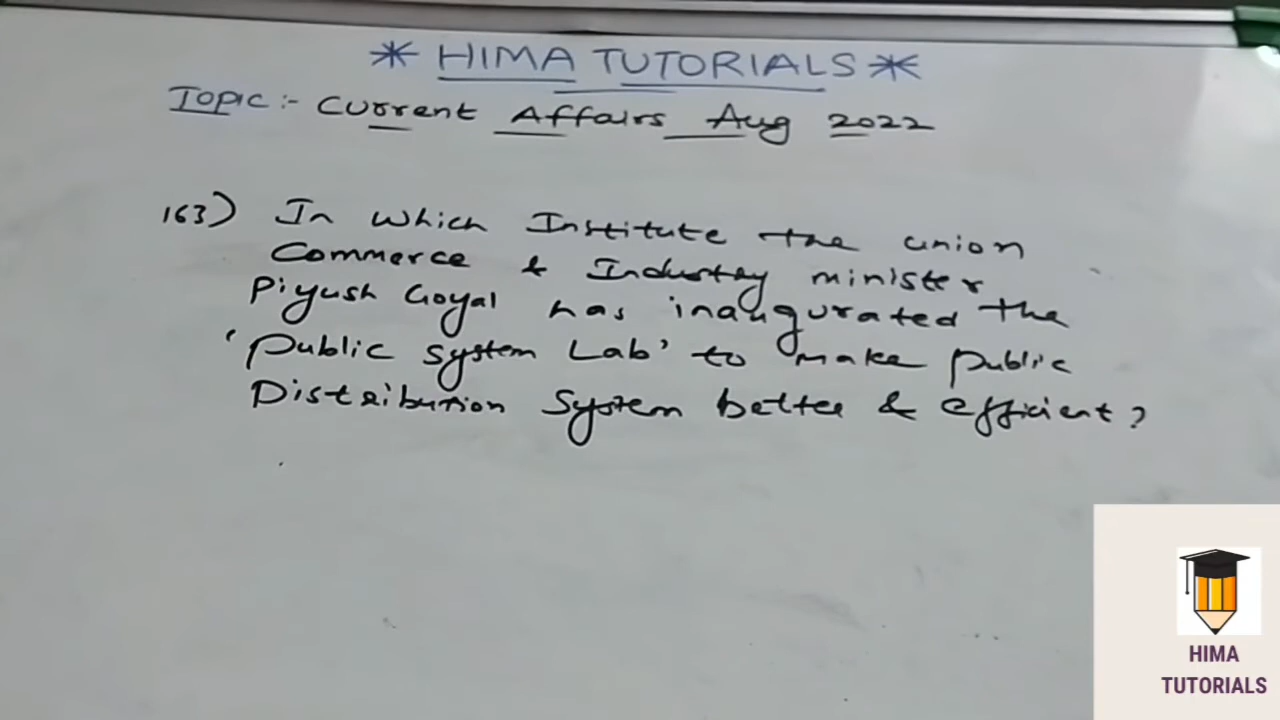 * HIMA TUTORIALS *
Topic :- Current Affairs Aug 2022
163) In which Institute the union
Commerce & Industry minister
Piyush Goyal has inaugurated the
'Public System Lab' to make Public
Distribution System better & efficient?
HIMA
TUTORIALS